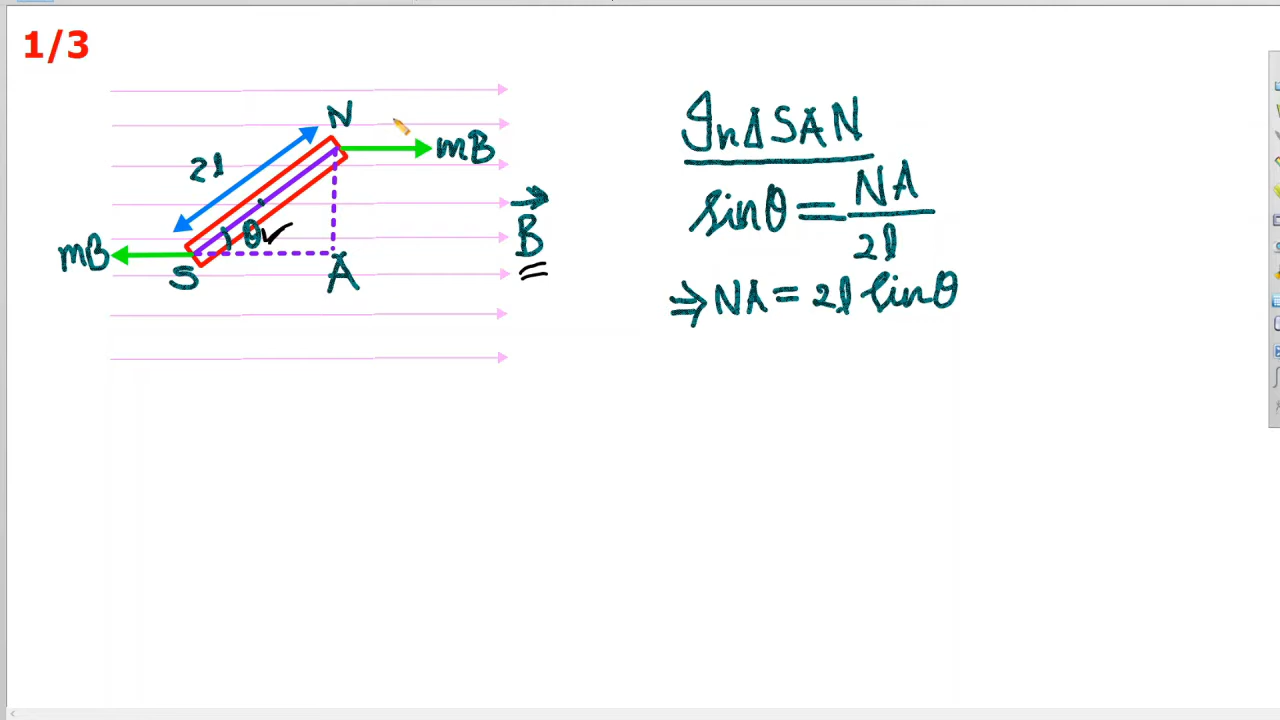 1/3
N
2l
mB
mB
θ
S
A
B
In Δ SAN
sinθ = NA/2l
⇒ NA = 2l sinθ